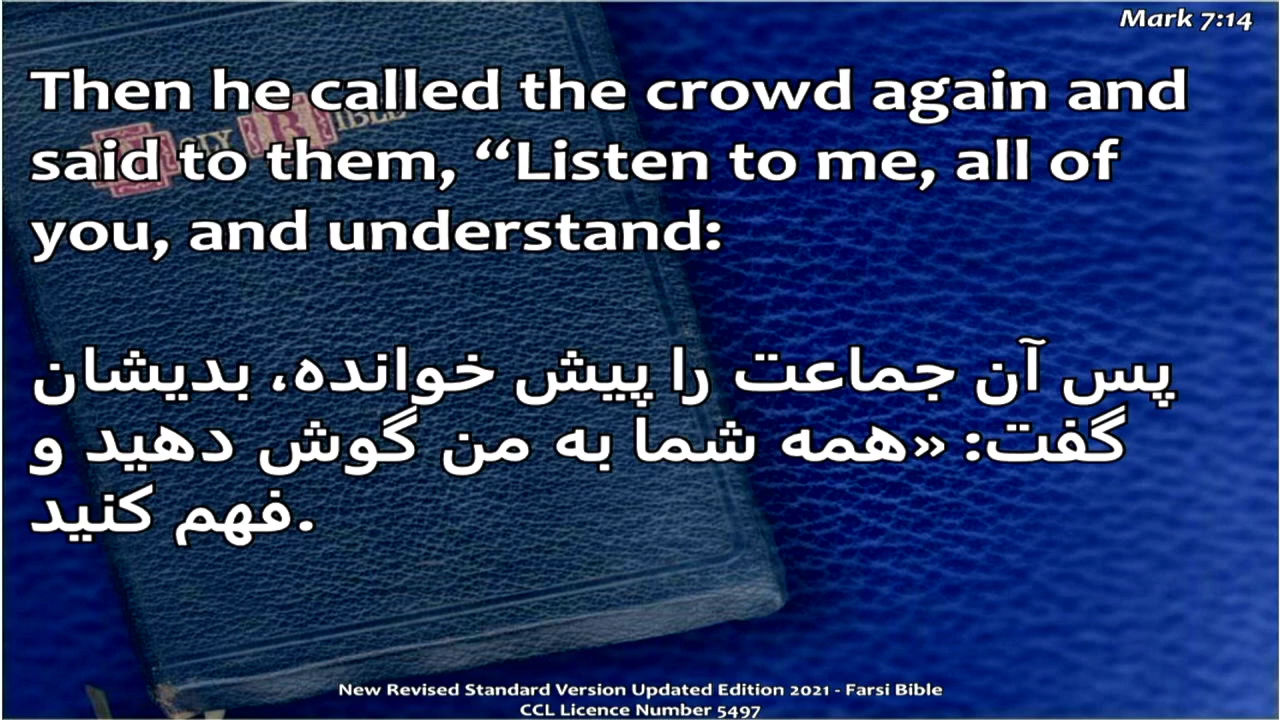 Mark 7:14
Then he called the crowd again and
said to them, “Listen to me, all of
you, and understand:
پس آن جماعت را پیش خوانده، بدیشان
گفت: «همه شما به من گوش دهید و
فهم کنید.
New Revised Standard Version Updated Edition 2021 - Farsi Bible
CCL Licence Number 5497